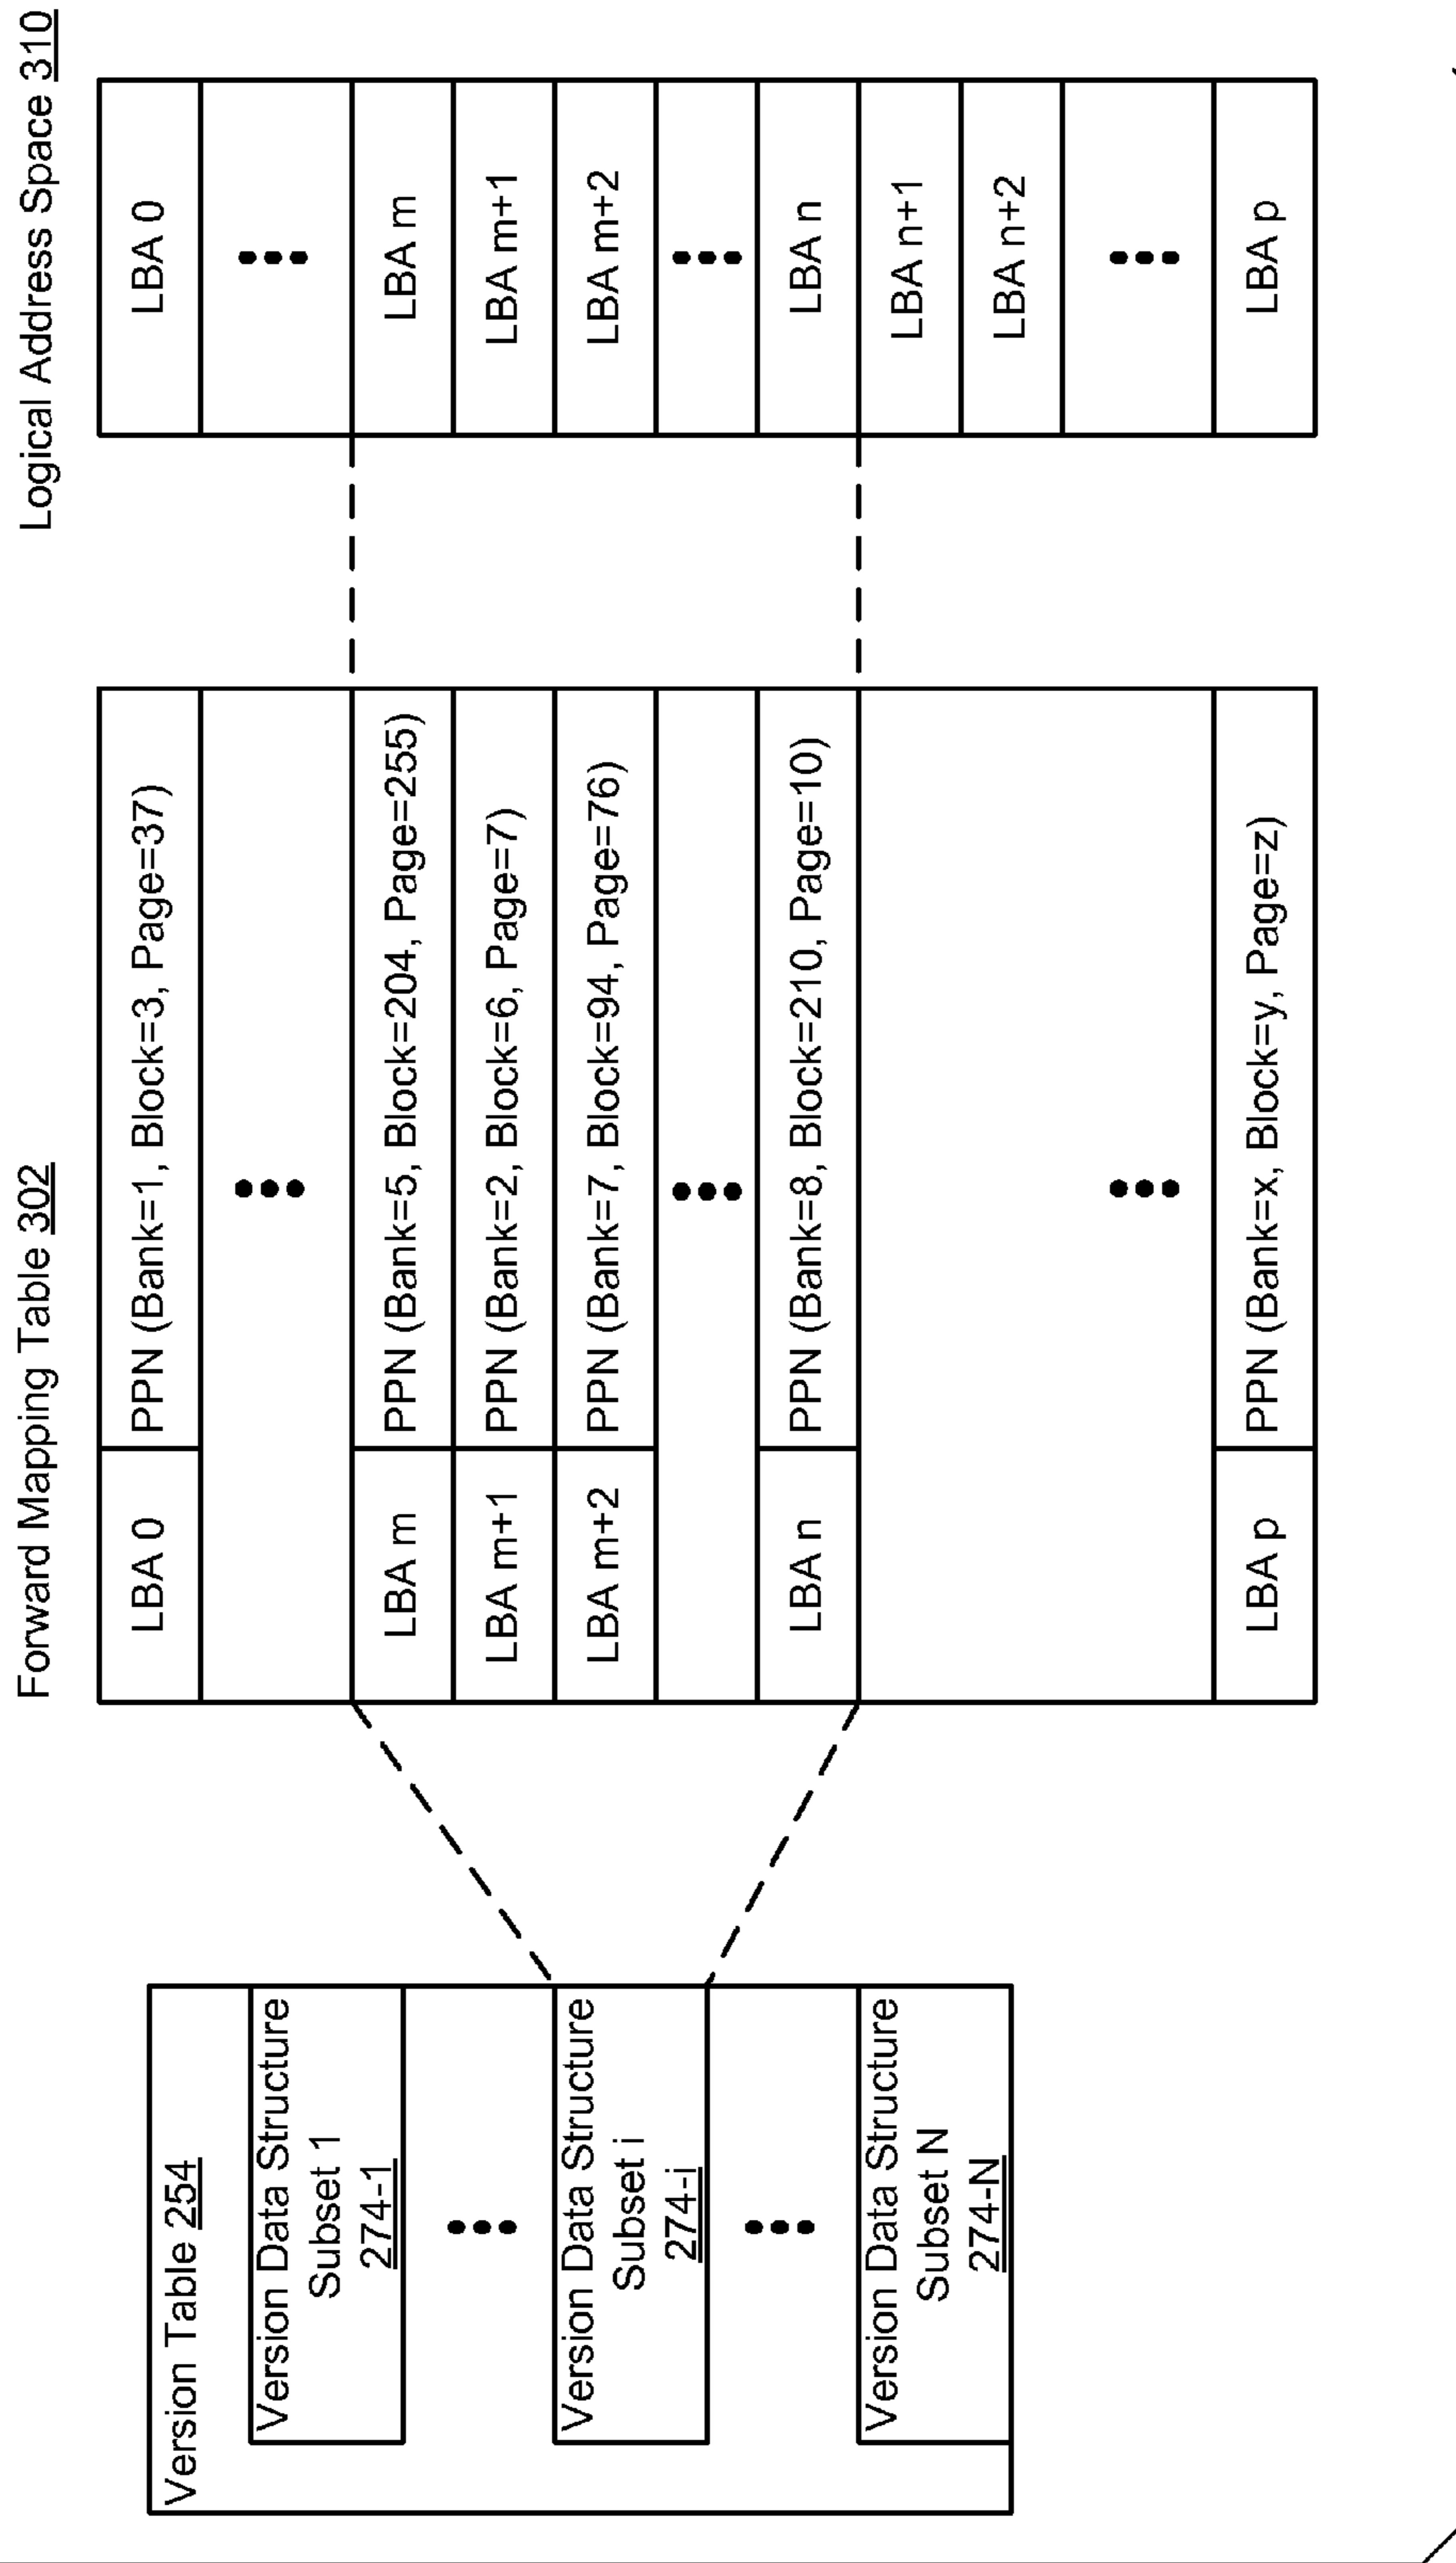 Version Table 254
Version Data Structure
Subset 1
274-1
Version Data Structure
Subset i
274-i
Version Data Structure
Subset N
274-N
Forward Mapping Table 302
LBA 0 PPN (Bank=1, Block=3, Page=37)
LBA m PPN (Bank=5, Block=204, Page=255)
LBA m+1 PPN (Bank=2, Block=6, Page=7)
LBA m+2 PPN (Bank=7, Block=94, Page=76)
LBA n PPN (Bank=8, Block=210, Page=10)
LBA p PPN (Bank=x, Block=y, Page=z)
Logical Address Space 310
LBA 0
LBA m
LBA m+1
LBA m+2
LBA n
LBA n+1
LBA n+2
LBA p